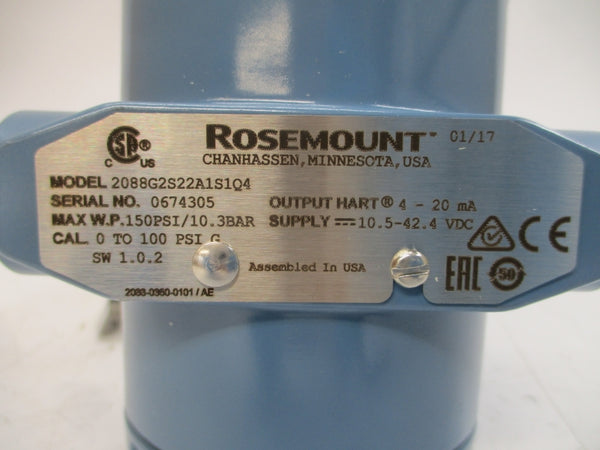 ROSEMOUNT™ 01/17
CHANHASSEN, MINNESOTA, USA
C US
MODEL 2088G2S22A1S1Q4
SERIAL NO. 0674305 OUTPUT HART® 4 - 20 mA
MAX W.P. 150PSI/10.3BAR SUPPLY 10.5-42.4 VDC
CAL. 0 TO 100 PSI G
SW 1.0.2
Assembled In USA
CE
EAC
50
2088-0360-0101 / AE